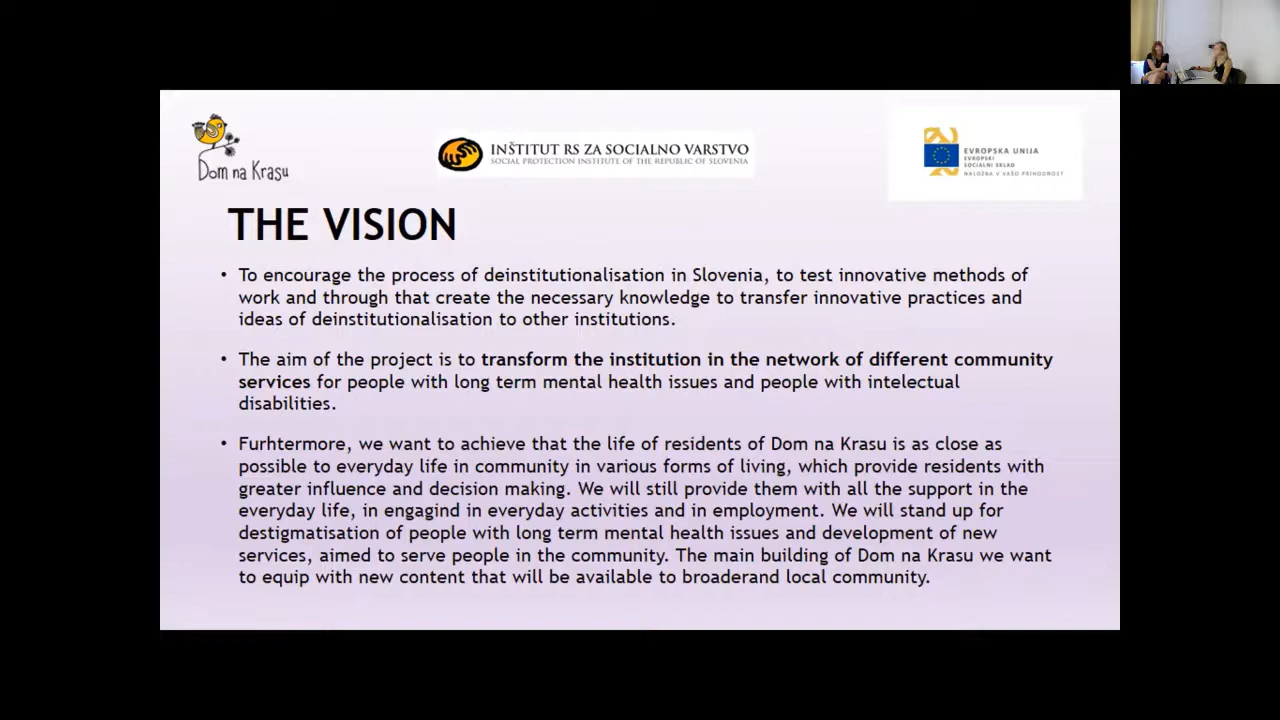 Dom na Krasu
INŠTITUT RS ZA SOCIALNO VARSTVO
SOCIAL PROTECTION INSTITUTE OF THE REPUBLIC OF SLOVENIA
EVROPSKA UNIJA
EVROPSKI
SOCIALNI SKLAD
NALOŽBA V VAŠO PRIHODNOST
THE VISION
• To encourage the process of deinstitutionalisation in Slovenia, to test innovative methods of
work and through that create the necessary knowledge to transfer innovative practices and
ideas of deinstitutionalisation to other institutions.
• The aim of the project is to transform the institution in the network of different community
services for people with long term mental health issues and people with intelectual
disabilities.
• Furhtermore, we want to achieve that the life of residents of Dom na Krasu is as close as
possible to everyday life in community in various forms of living, which provide residents with
greater influence and decision making. We will still provide them with all the support in the
everyday life, in engagind in everyday activities and in employment. We will stand up for
destigmatisation of people with long term mental health issues and development of new
services, aimed to serve people in the community. The main building of Dom na Krasu we want
to equip with new content that will be available to broaderand local community.